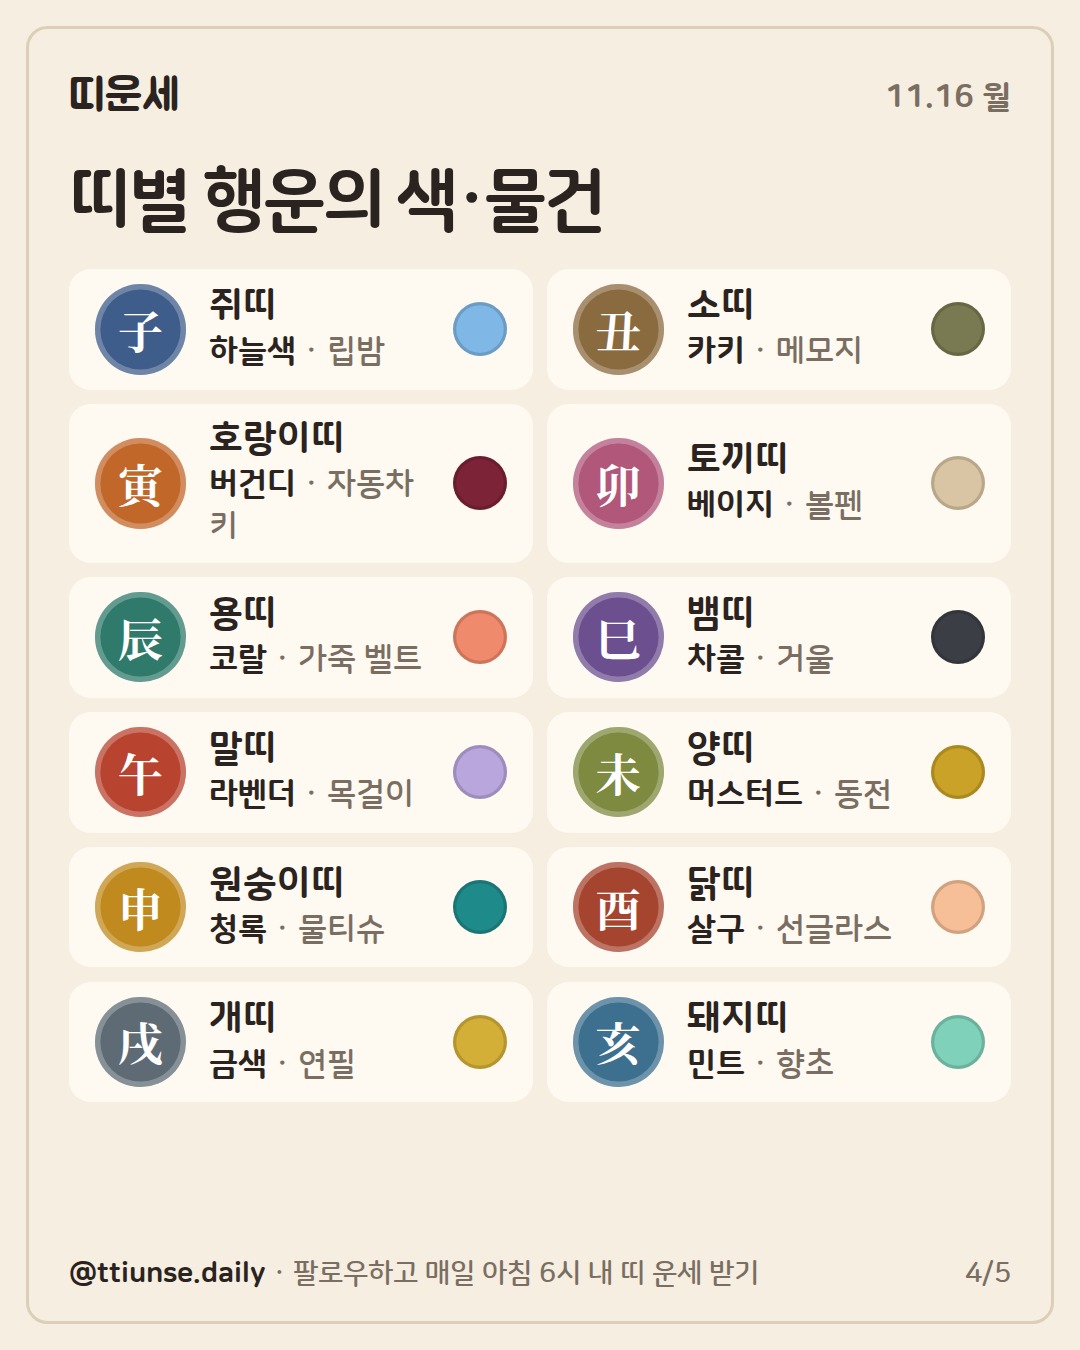 띠운세
11.16 월
띠별 행운의 색·물건
子
쥐띠
하늘색 · 립밤
丑
소띠
카키 · 메모지
寅
호랑이띠
버건디 · 자동차
키
卯
토끼띠
베이지 · 볼펜
辰
용띠
코랄 · 가죽 벨트
巳
뱀띠
차콜 · 거울
午
말띠
라벤더 · 목걸이
未
양띠
머스터드 · 동전
申
원숭이띠
청록 · 물티슈
酉
닭띠
살구 · 선글라스
戌
개띠
금색 · 연필
亥
돼지띠
민트 · 향초
@ttiunse.daily · 팔로우하고 매일 아침 6시 내 띠 운세 받기
4/5